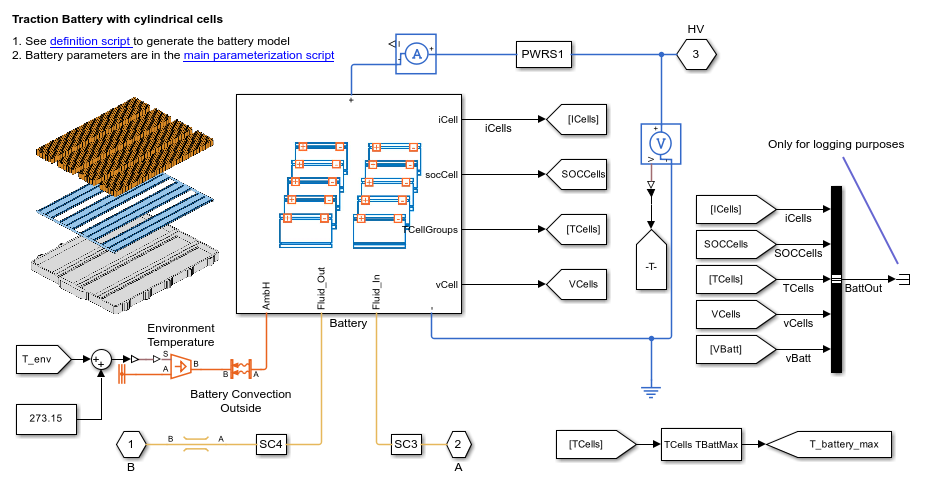 Traction Battery with cylindrical cells
1. See definition script to generate the battery model
2. Battery parameters are in the main parameterization script
I
A
+
PWRS1
HV
3
+
V
V
-T-
+
iCell
socCell
TCellGroups
vCell
-
AmbH
Fluid_Out
Fluid_In
Battery
iCells
[ICells]
SOCCells
[TCells]
VCells
Only for logging purposes
[ICells]
iCells
SOCCells
SOCCells
[TCells]
TCells
VCells
vCells
[VBatt]
vBatt
BattOut
Environment
Temperature
T_env
+
+
S
A
B
B
A
Battery Convection
Outside
273.15
1
B
B
A
SC4
SC3
2
A
[TCells]
TCells TBattMax
T_battery_max